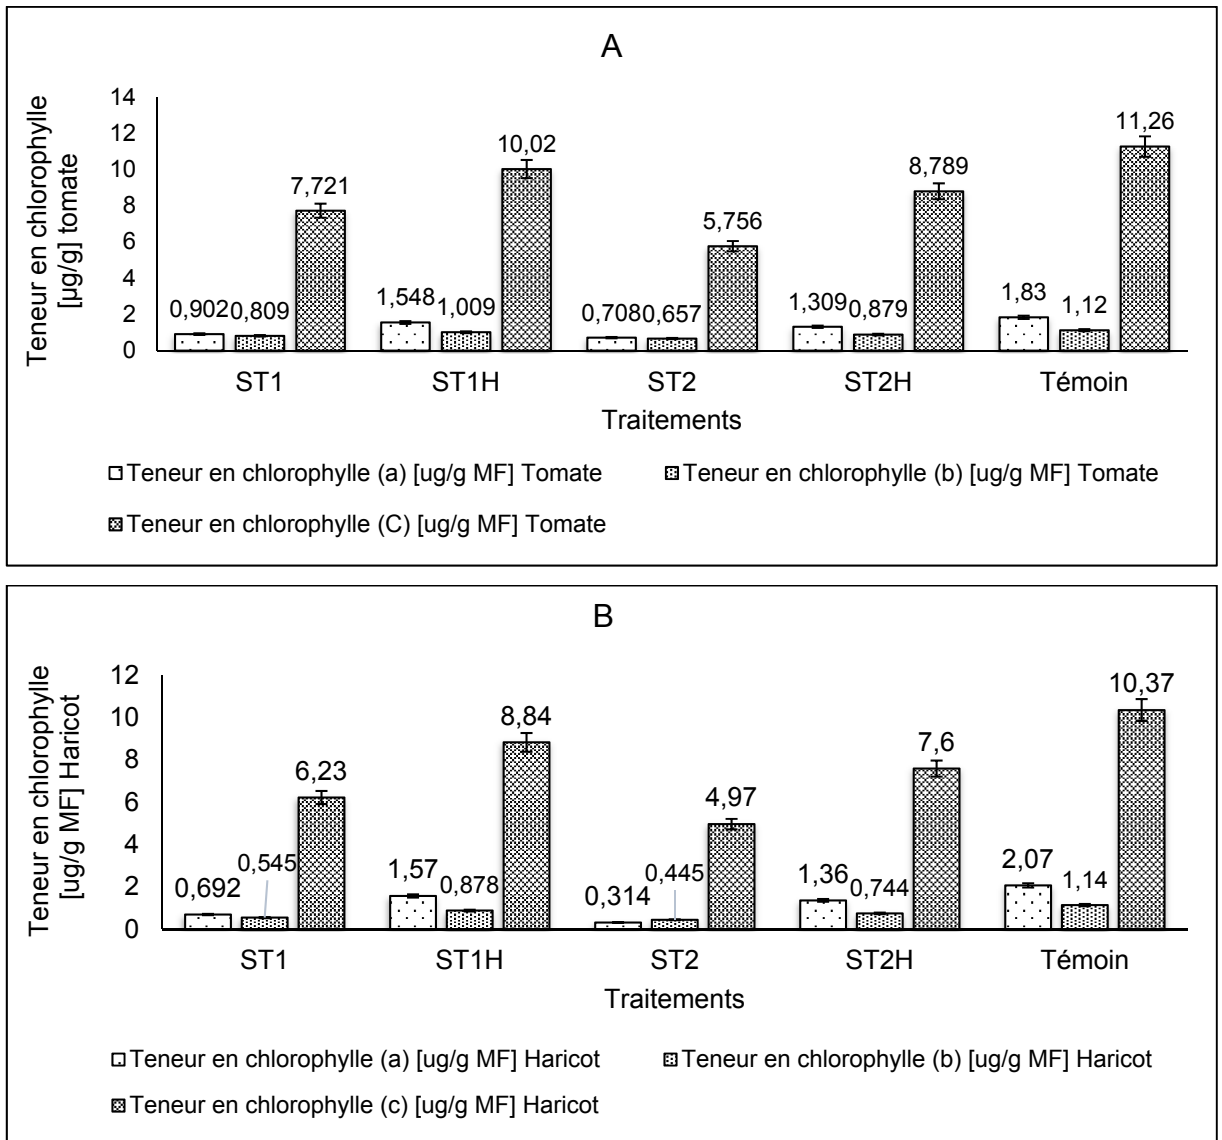 A
Teneur en chlorophylle
[µg/g] tomate
14
12
10
8
6
4
2
0
0,902
0,809
7,721
1,548
1,009
10,02
0,708
0,657
5,756
1,309
0,879
8,789
1,83
1,12
11,26
ST1
ST1H
ST2
ST2H
Témoin
Traitements
Teneur en chlorophylle (a) [ug/g MF] Tomate
Teneur en chlorophylle (b) [ug/g MF] Tomate
Teneur en chlorophylle (C) [ug/g MF] Tomate
B
Teneur en chlorophylle
[ug/g MF] Haricot
12
10
8
6
4
2
0
0,692
0,545
6,23
1,57
0,878
8,84
0,314
0,445
4,97
1,36
0,744
7,6
2,07
1,14
10,37
ST1
ST1H
ST2
ST2H
Témoin
Traitements
Teneur en chlorophylle (a) [ug/g MF] Haricot
Teneur en chlorophylle (b) [ug/g MF] Haricot
Teneur en chlorophylle (c) [ug/g MF] Haricot